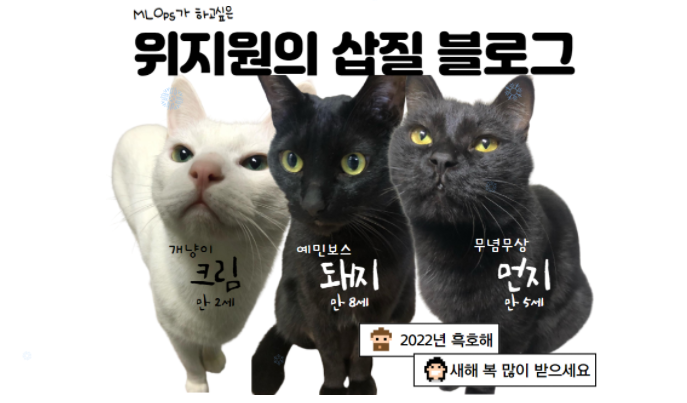 MLOps가 하고싶은
위지원의 삽질 블로그
개냥이
크림
만 2세
예민보스
돼지
만 8세
무념무상
먼지
만 5세
2022년 흑호해
새해 복 많이 받으세요